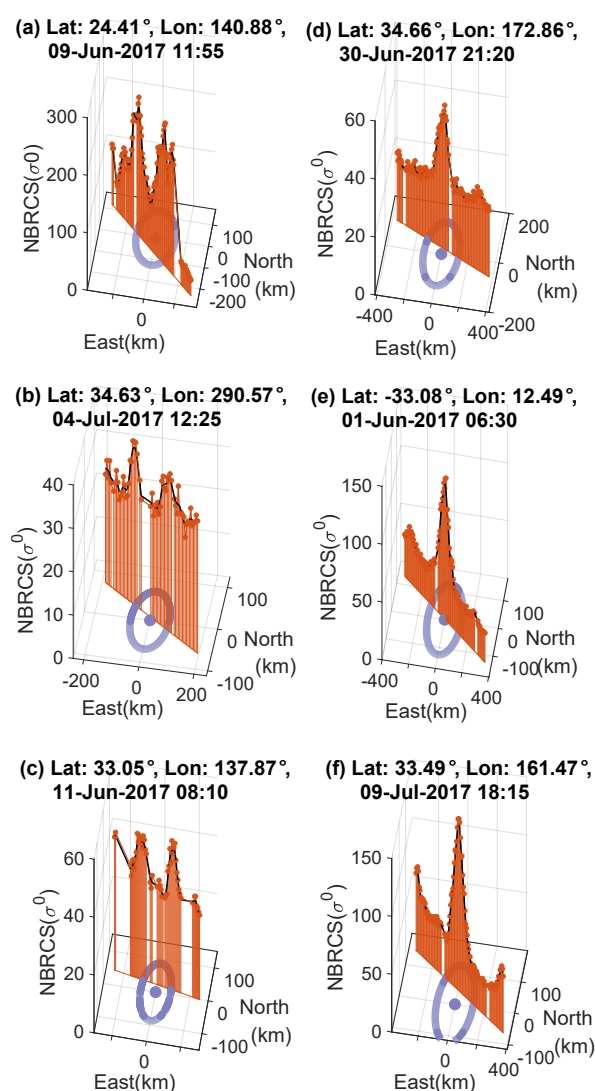 (a) Lat: 24.41°, Lon: 140.88°,
09-Jun-2017 11:55
300
200
100
0
NBRCS(σ0)
0
East(km)
100
0
-100
-200
North
(km)
(d) Lat: 34.66°, Lon: 172.86°,
30-Jun-2017 21:20
60
40
20
0
NBRCS(σ⁰)
-400
0
400
East(km)
200
0
-200
North
(km)
(b) Lat: 34.63°, Lon: 290.57°,
04-Jul-2017 12:25
40
30
20
10
0
NBRCS(σ⁰)
-200
0
200
East(km)
100
0
-100
North
(km)
(e) Lat: -33.08°, Lon: 12.49°,
01-Jun-2017 06:30
150
100
50
0
NBRCS(σ⁰)
-400
0
400
East(km)
100
0
-100
North
(km)
(c) Lat: 33.05°, Lon: 137.87°,
11-Jun-2017 08:10
60
40
20
0
NBRCS(σ⁰)
0
East(km)
100
0
-100
North
(km)
(f) Lat: 33.49°, Lon: 161.47°,
09-Jul-2017 18:15
150
100
50
0
NBRCS(σ⁰)
0
400
East(km)
100
0
-100
North
(km)